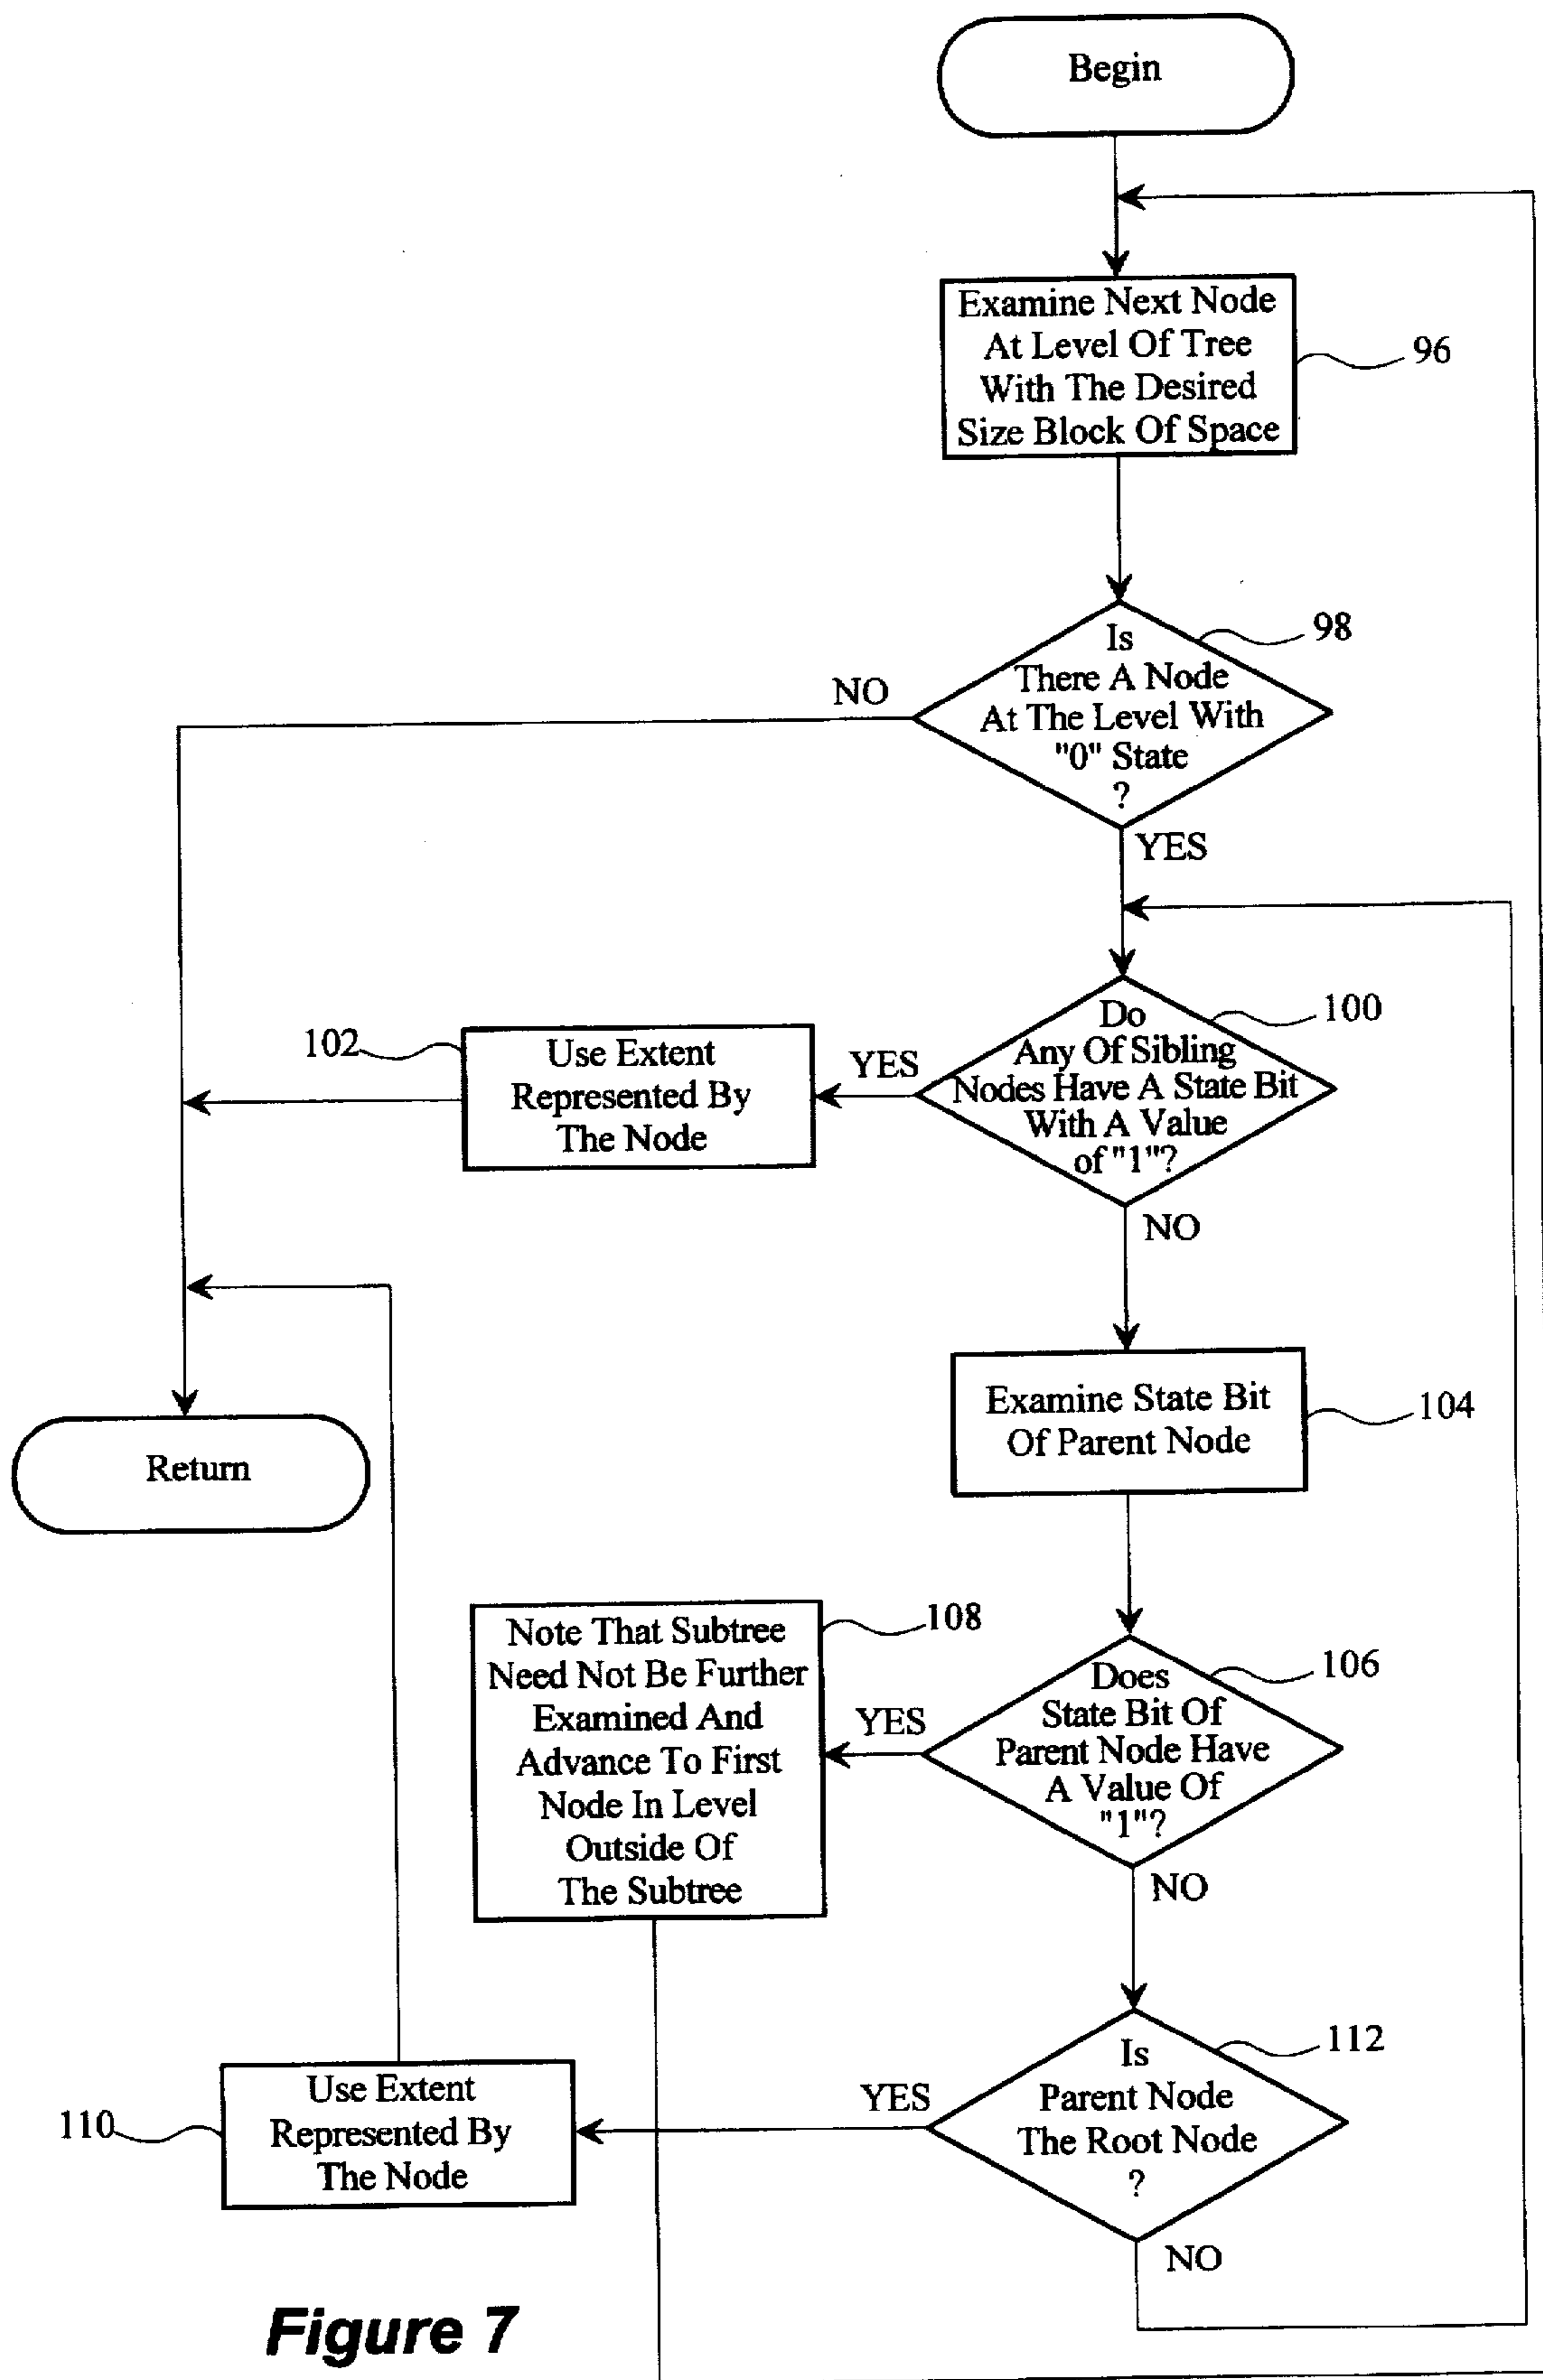 Begin
Examine Next Node
At Level Of Tree
With The Desired
Size Block Of Space
96
Is
There A Node
At The Level With
"0" State
?
98
NO
YES
Do
Any Of Sibling
Nodes Have A State Bit
With A Value
of "1"?
100
YES
102
Use Extent
Represented By
The Node
NO
Examine State Bit
Of Parent Node
104
Return
Does
State Bit Of
Parent Node Have
A Value Of
"1"?
106
YES
108
Note That Subtree
Need Not Be Further
Examined And
Advance To First
Node In Level
Outside Of
The Subtree
NO
Is
Parent Node
The Root Node
?
112
YES
110
Use Extent
Represented By
The Node
NO
Figure 7